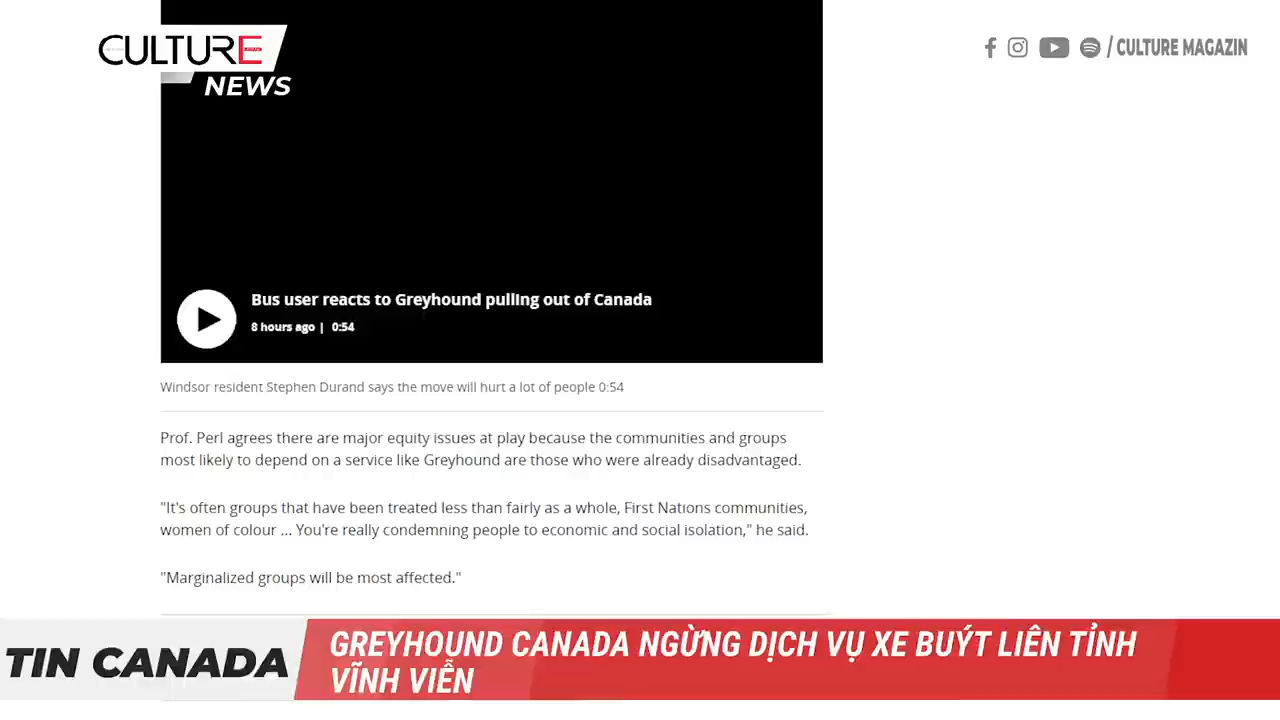 CULTURE
NEWS
/ CULTURE MAGAZIN
Bus user reacts to Greyhound pulling out of Canada
8 hours ago | 0:54
Windsor resident Stephen Durand says the move will hurt a lot of people 0:54
Prof. Perl agrees there are major equity issues at play because the communities and groups
most likely to depend on a service like Greyhound are those who were already disadvantaged.
"It's often groups that have been treated less than fairly as a whole, First Nations communities,
women of colour ... You're really condemning people to economic and social isolation," he said.
"Marginalized groups will be most affected."
TIN CANADA
GREYHOUND CANADA NGỪNG DỊCH VỤ XE BUÝT LIÊN TỈNH
VĨNH VIỄN